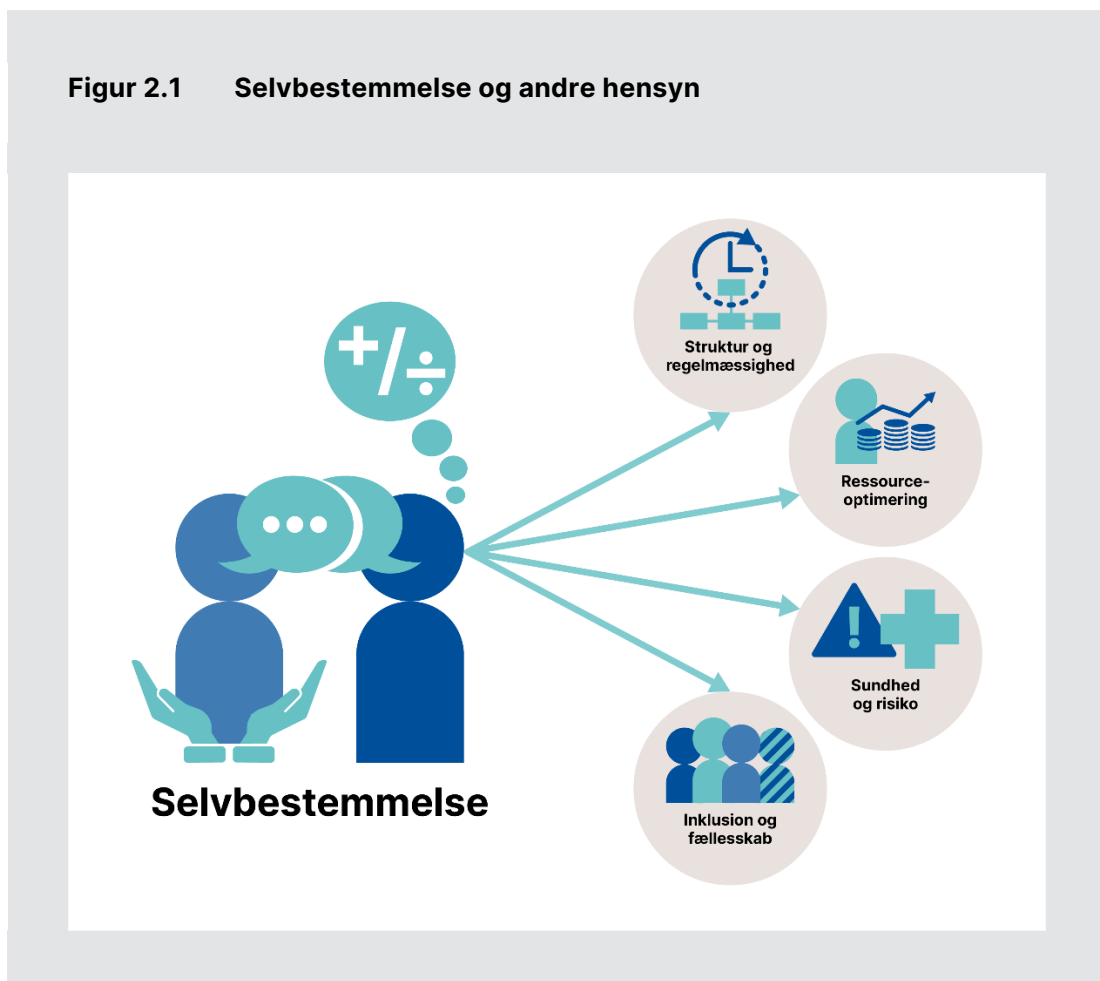 Figur 2.1 Selvbestemmelse og andre hensyn
+/÷
Struktur og
regelmæssighed
Ressource-
optimering
Sundhed
og risiko
Inklusion og
fællesskab
Selvbestemmelse